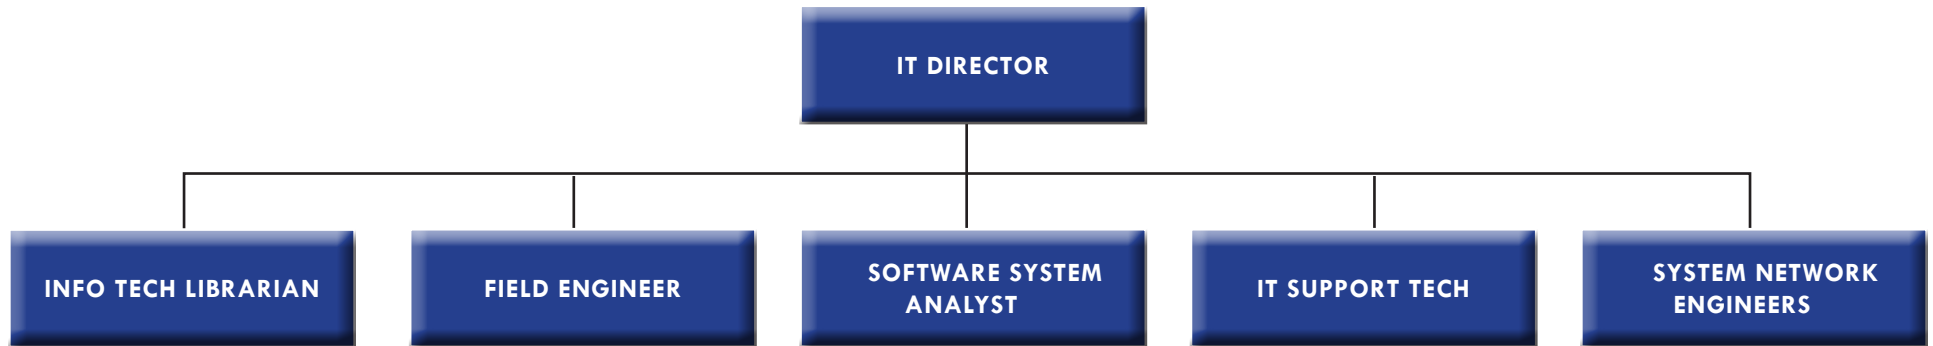 IT DIRECTOR
INFO TECH LIBRARIAN
FIELD ENGINEER
SOFTWARE SYSTEM
ANALYST
IT SUPPORT TECH
SYSTEM NETWORK
ENGINEERS